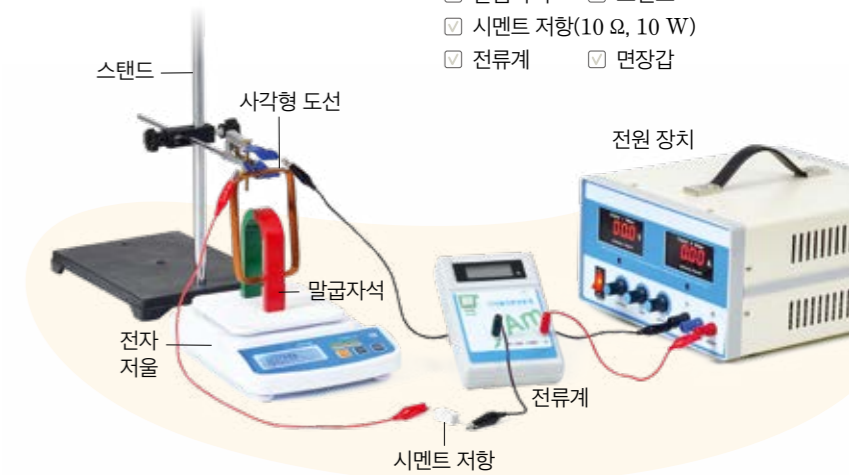 ☑ 시멘트 저항(10 Ω, 10 W)
☑ 전류계 ☑ 면장갑
스탠드
사각형 도선
전원 장치
말굽자석
전자
저울
전류계
시멘트 저항